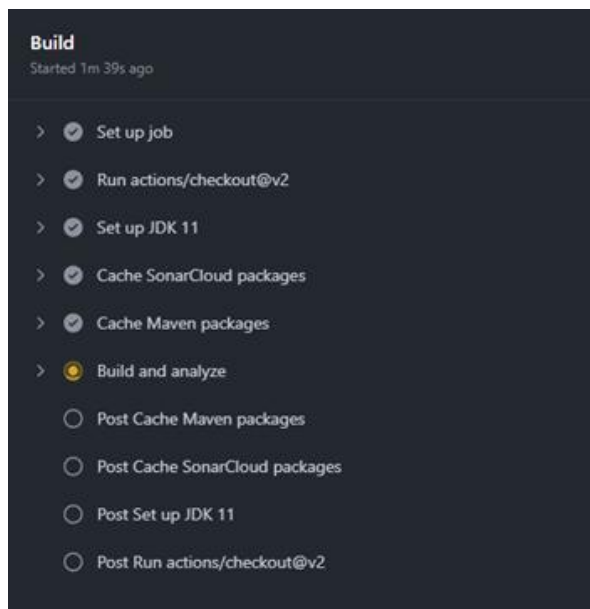 Build
Started 1m 39s ago
Set up job
Run actions/checkout@v2
Set up JDK 11
Cache SonarCloud packages
Cache Maven packages
Build and analyze
Post Cache Maven packages
Post Cache SonarCloud packages
Post Set up JDK 11
Post Run actions/checkout@v2